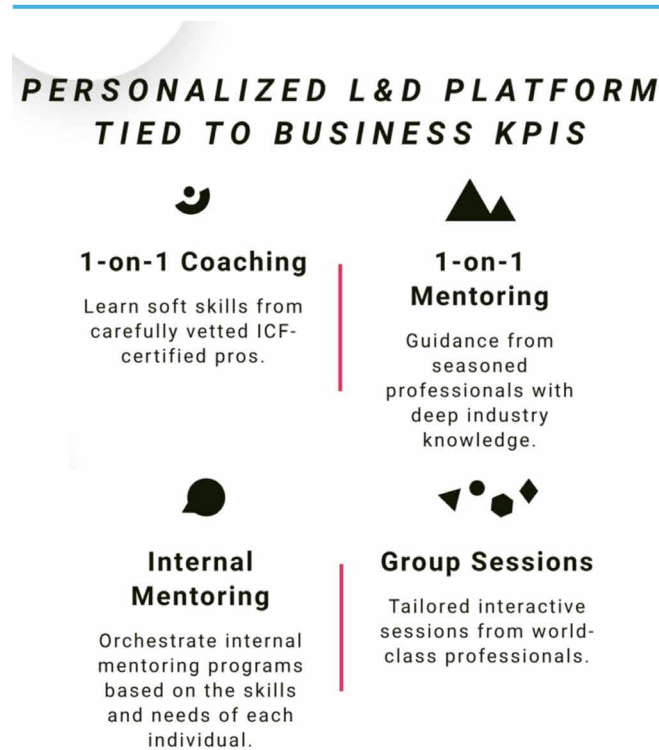 PERSONALIZED L&D PLATFORM
TIED TO BUSINESS KPIS
1-on-1 Coaching
Learn soft skills from
carefully vetted ICF-
certified pros.
1-on-1
Mentoring
Guidance from
seasoned
professionals with
deep industry
knowledge.
Internal
Mentoring
Orchestrate internal
mentoring programs
based on the skills
and needs of each
individual.
Group Sessions
Tailored interactive
sessions from world-
class professionals.